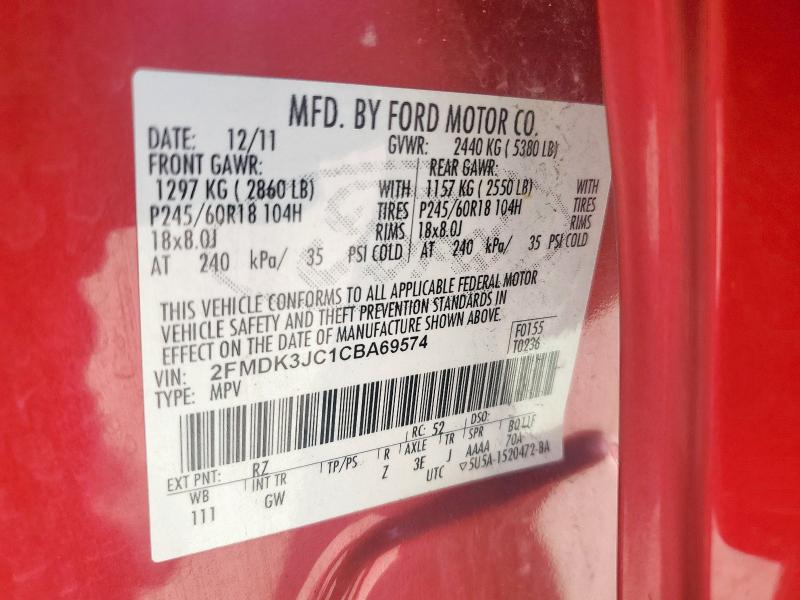 MFD. BY FORD MOTOR CO.
DATE: 12/11 GVWR: 2440 KG ( 5380 LB)
FRONT GAWR: REAR GAWR:
1297 KG ( 2860 LB) WITH 1157 KG ( 2550 LB) WITH
P245/60R18 104H TIRES P245/60R18 104H TIRES
18x8.0J RIMS 18x8.0J RIMS
AT 240 kPa/ 35 PSI COLD AT 240 kPa/ 35 PSI COLD
THIS VEHICLE CONFORMS TO ALL APPLICABLE FEDERAL MOTOR
VEHICLE SAFETY AND THEFT PREVENTION STANDARDS IN
EFFECT ON THE DATE OF MANUFACTURE SHOWN ABOVE.
F0155
T0236
VIN: 2FMDK3JC1CBA69574
TYPE: MPV
EXT PNT: RZ RC: 52 DSO:
WB INT TR TP/PS R AXLE TR SPR
111 GW Z 3E J AAAA 70A
UTC 5U5A-1520472-BA